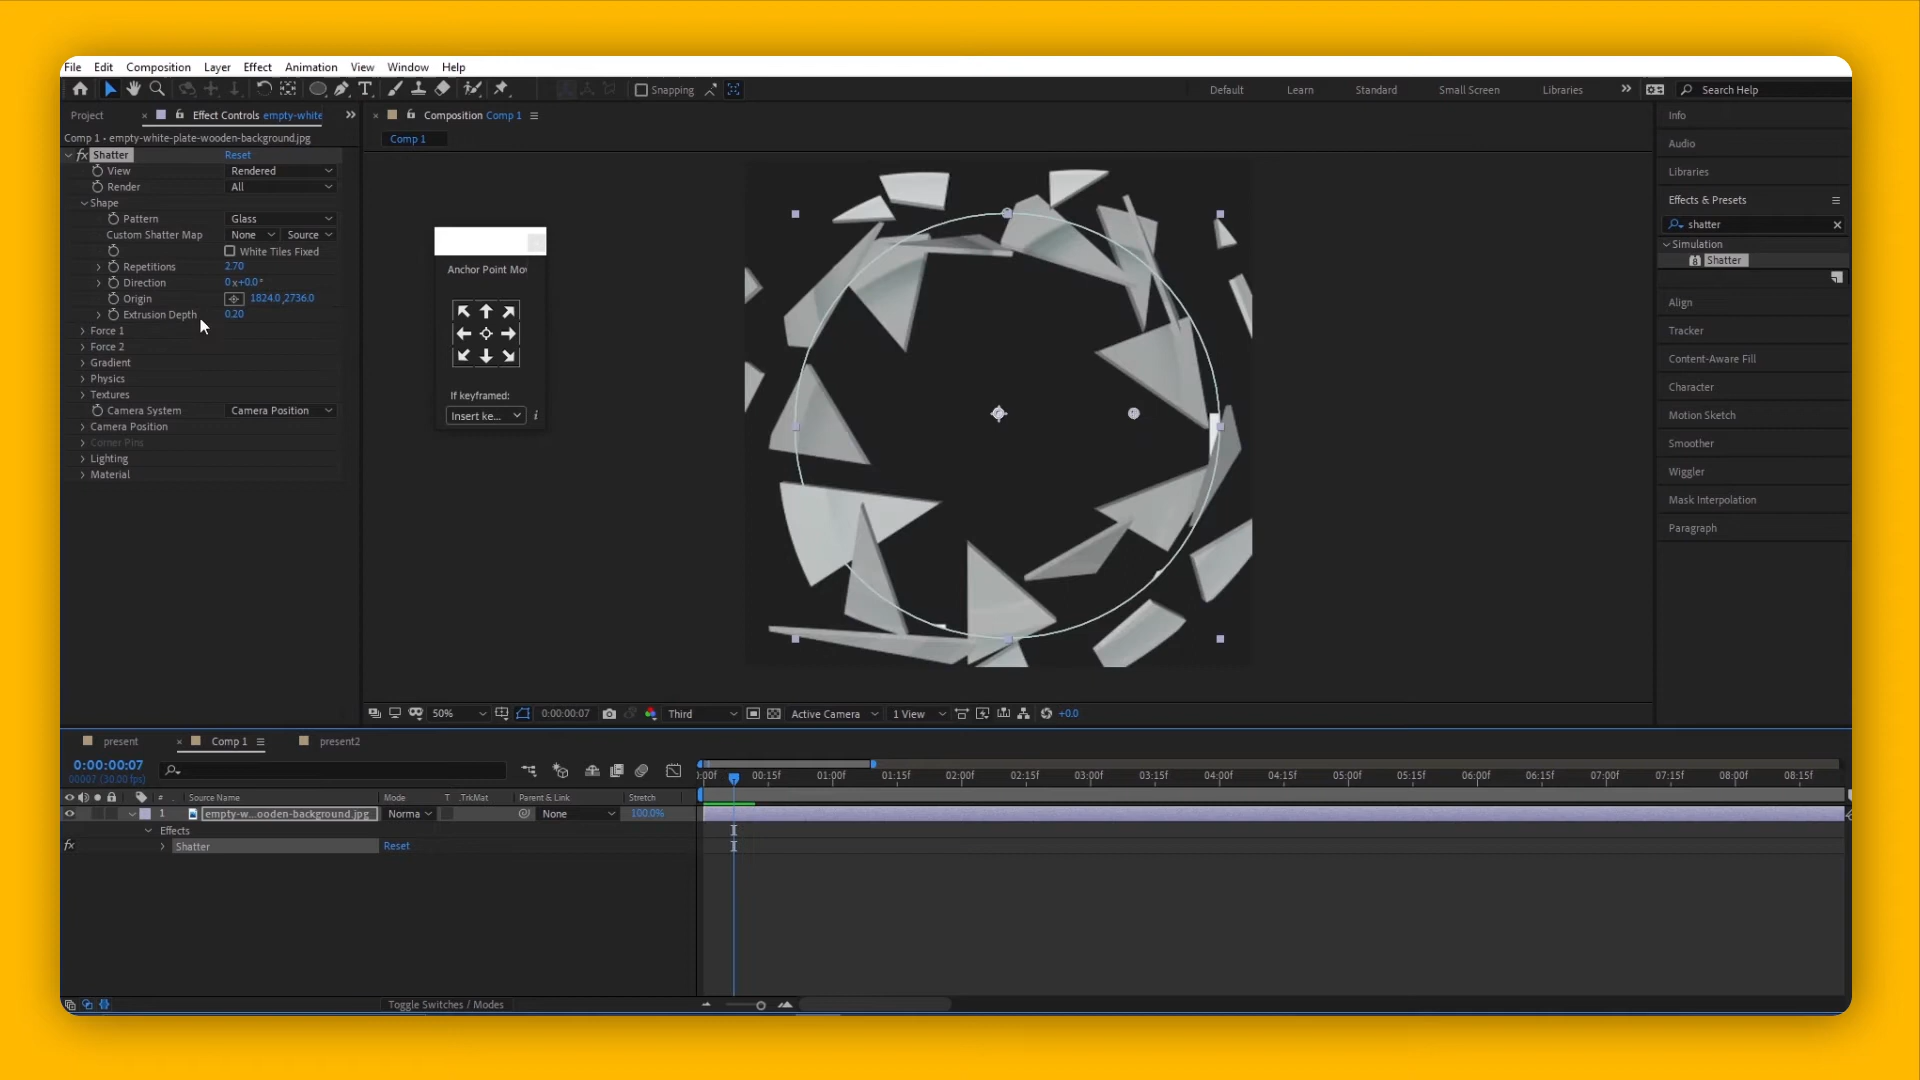 File Edit Composition Layer Effect Animation View Window Help
Snapping Default Learn Standard Small Screen Libraries Search Help
Project Effect Controls empty-white
Comp 1 • empty-white-plate-wooden-background.jpg
fx Shatter Reset
View Rendered
Render All
Shape
Pattern Glass
Custom Shatter Map None Source
White Tiles Fixed
Repetitions 2.70
Direction 0x+0.0°
Origin 1824.0,2736.0
Extrusion Depth 0.20
Force 1
Force 2
Gradient
Physics
Textures
Camera System Camera Position
Camera Position
Corner Pins
Lighting
Material
Composition Comp 1
Comp 1
Anchor Point Mo
If keyframed:
Insert ke...
50% 0:00:00:07 Third Active Camera 1 View +0.0
Info
Audio
Libraries
Effects & Presets
shatter
Simulation
Shatter
Align
Tracker
Content-Aware Fill
Character
Motion Sketch
Smoother
Wiggler
Mask Interpolation
Paragraph
present Comp 1 present2
0:00:00:07
00007 (30.00 fps)
:00f 00:15f 01:00f 01:15f 02:00f 02:15f 03:00f 03:15f 04:00f 04:15f 05:00f 05:15f 06:00f 06:15f 07:00f 07:15f 08:00f 08:15f
# Source Name Mode T .TrkMat Parent & Link Stretch
1 empty-w...ooden-background.jpg Norma None 100.0%
Effects
fx Shatter Reset
Toggle Switches / Modes